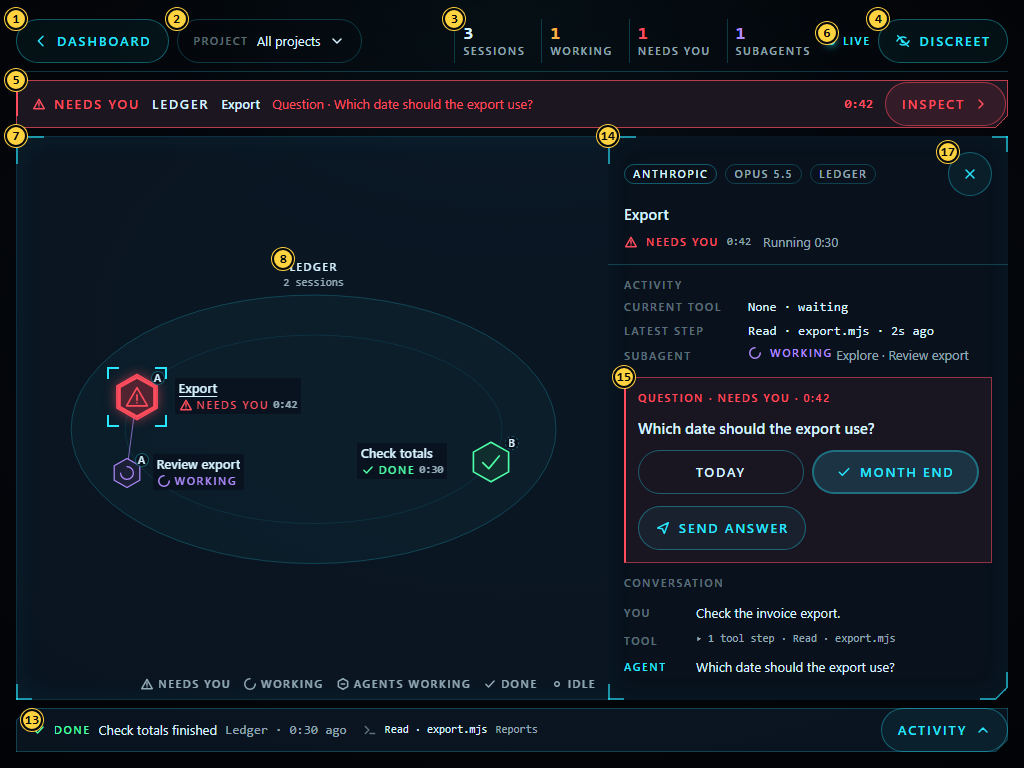 1 2 3 4 6
DASHBOARD
PROJECT All projects
3 SESSIONS
1 WORKING
1 NEEDS YOU
1 SUBAGENTS
LIVE
DISCREET
5
NEEDS YOU LEDGER Export Question · Which date should the export use? 0:42 INSPECT
7 14 17
ANTHROPIC OPUS 5.5 LEDGER
Export
NEEDS YOU 0:42 Running 0:30
8
LEDGER
2 sessions
A
Export
NEEDS YOU 0:42
A
Review export
WORKING
B
Check totals
DONE 0:30
NEEDS YOU WORKING AGENTS WORKING DONE IDLE
ACTIVITY
CURRENT TOOL None · waiting
LATEST STEP Read · export.mjs · 2s ago
SUBAGENT WORKING Explore · Review export
15
QUESTION · NEEDS YOU · 0:42
Which date should the export use?
TODAY MONTH END
SEND ANSWER
CONVERSATION
YOU Check the invoice export.
TOOL ▸ 1 tool step · Read · export.mjs
AGENT Which date should the export use?
13
DONE Check totals finished Ledger · 0:30 ago Read · export.mjs Reports
ACTIVITY